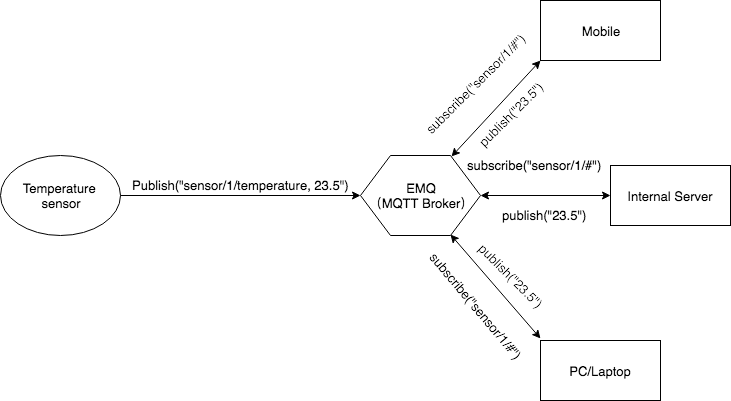 Mobile
subscribe("sensor/1/#")
publish("23.5")
Temperature
sensor
Publish("sensor/1/temperature, 23.5")
EMQ
(MQTT Broker)
subscribe("sensor/1/#")
publish("23.5")
Internal Server
publish("23.5")
subscribe("sensor/1/#")
PC/Laptop